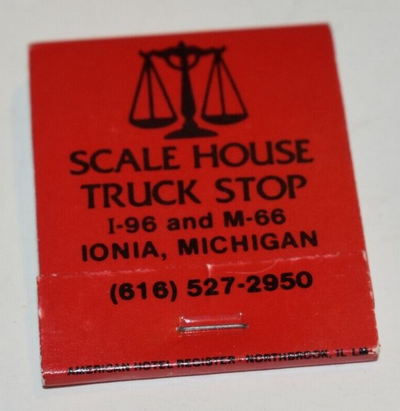 SCALE HOUSE
TRUCK STOP
I-96 and M-66
IONIA, MICHIGAN
(616) 527-2950
AMERICAN HOTEL REGISTER NORTHBROOK, IL